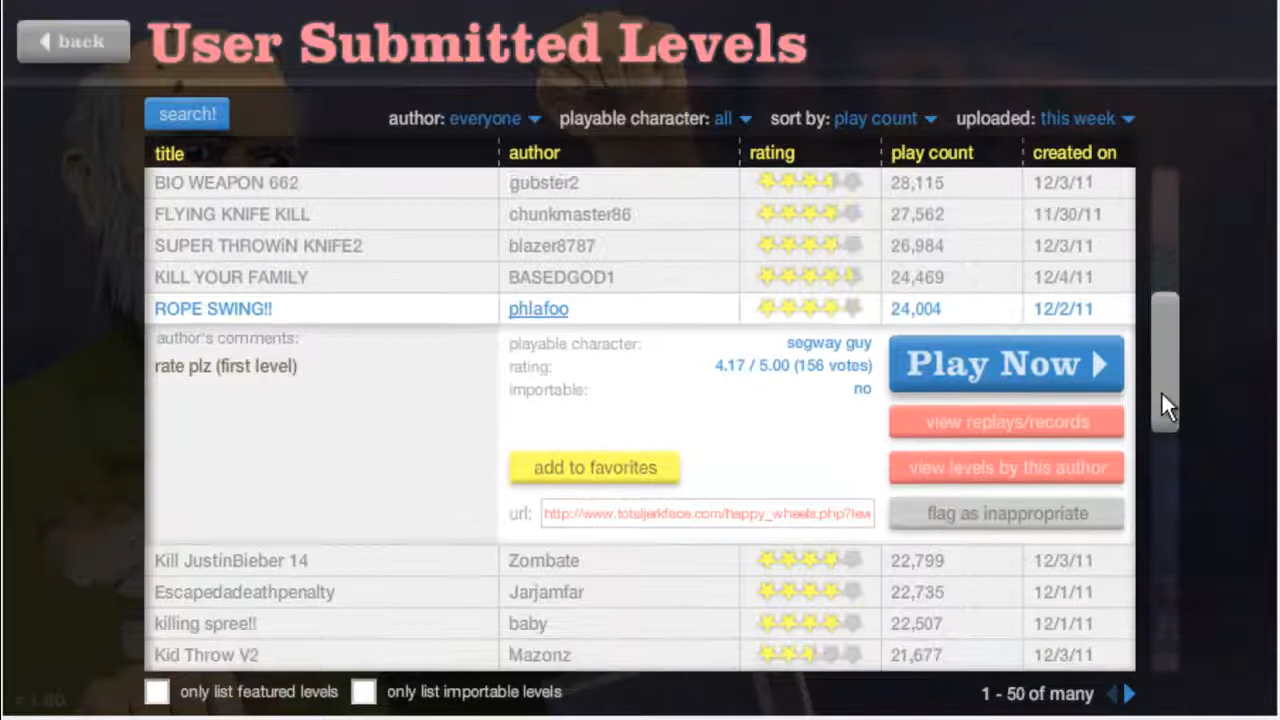 back
User Submitted Levels
search!
author: everyone playable character: all sort by: play count uploaded: this week
title author rating play count created on
BIO WEAPON 662 gubster2 28,115 12/3/11
FLYING KNIFE KILL chunkmaster86 27,562 11/30/11
SUPER THROWiN KNIFE2 blazer8787 26,984 12/3/11
KILL YOUR FAMILY BASEDGOD1 24,469 12/4/11
ROPE SWING!! phlafoo 24,004 12/2/11
author's comments:
rate plz (first level)
playable character: segway guy
rating: 4.17 / 5.00 (156 votes)
importable: no
add to favorites
url: http://www.totaljerkface.com/happy_wheels.php?lev
Play Now
view replays/records
view levels by this author
flag as inappropriate
Kill JustinBieber 14 Zombate 22,799 12/3/11
Escapedadeathpenalty Jarjamfar 22,735 12/1/11
killing spree!! baby 22,507 12/1/11
Kid Throw V2 Mazonz 21,677 12/3/11
only list featured levels only list importable levels 1 - 50 of many